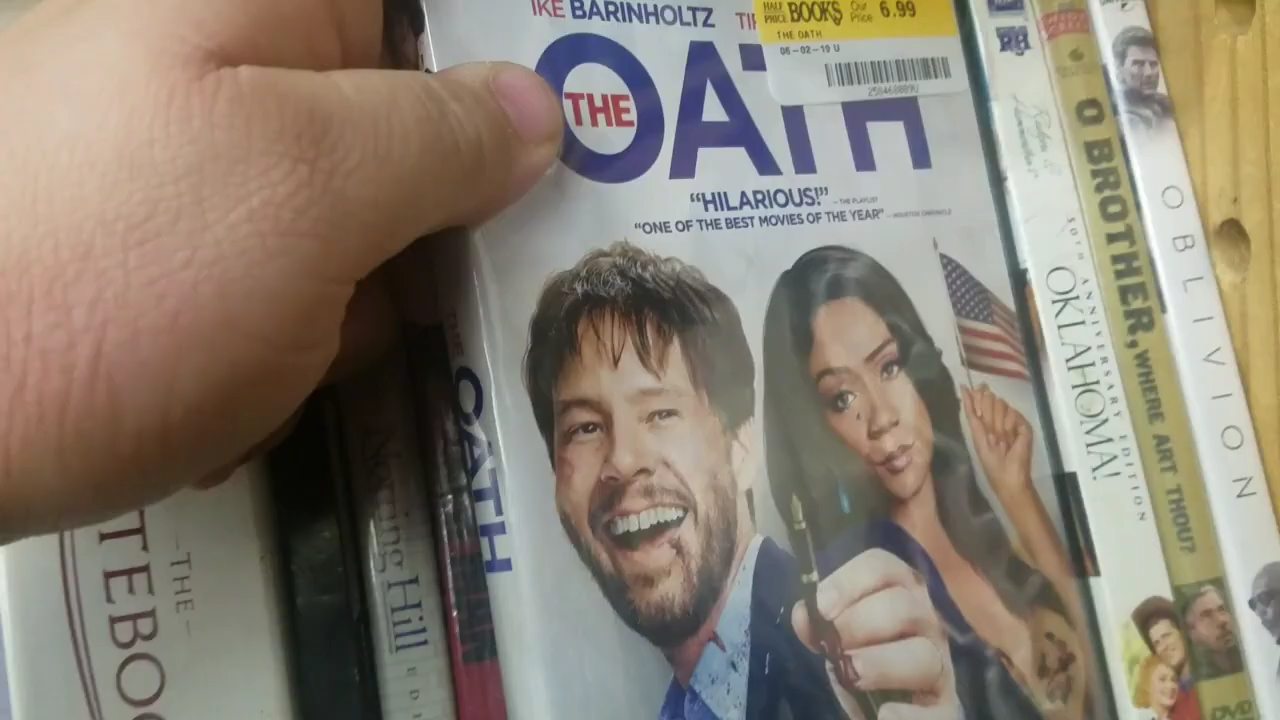 IKE BARINHOLTZ
HALF PRICE BOOKS Our Price 6.99
THE OATH
06-02-19 U
THE
OATH
"HILARIOUS!" – THE PLAYLIST
"ONE OF THE BEST MOVIES OF THE YEAR" – HOUSTON CHRONICLE
THE OATH
-THE-
Notting Hill
50TH ANNIVERSARY EDITION
OKLAHOMA!
O BROTHER, WHERE ART THOU?
DVD
OBLIVION